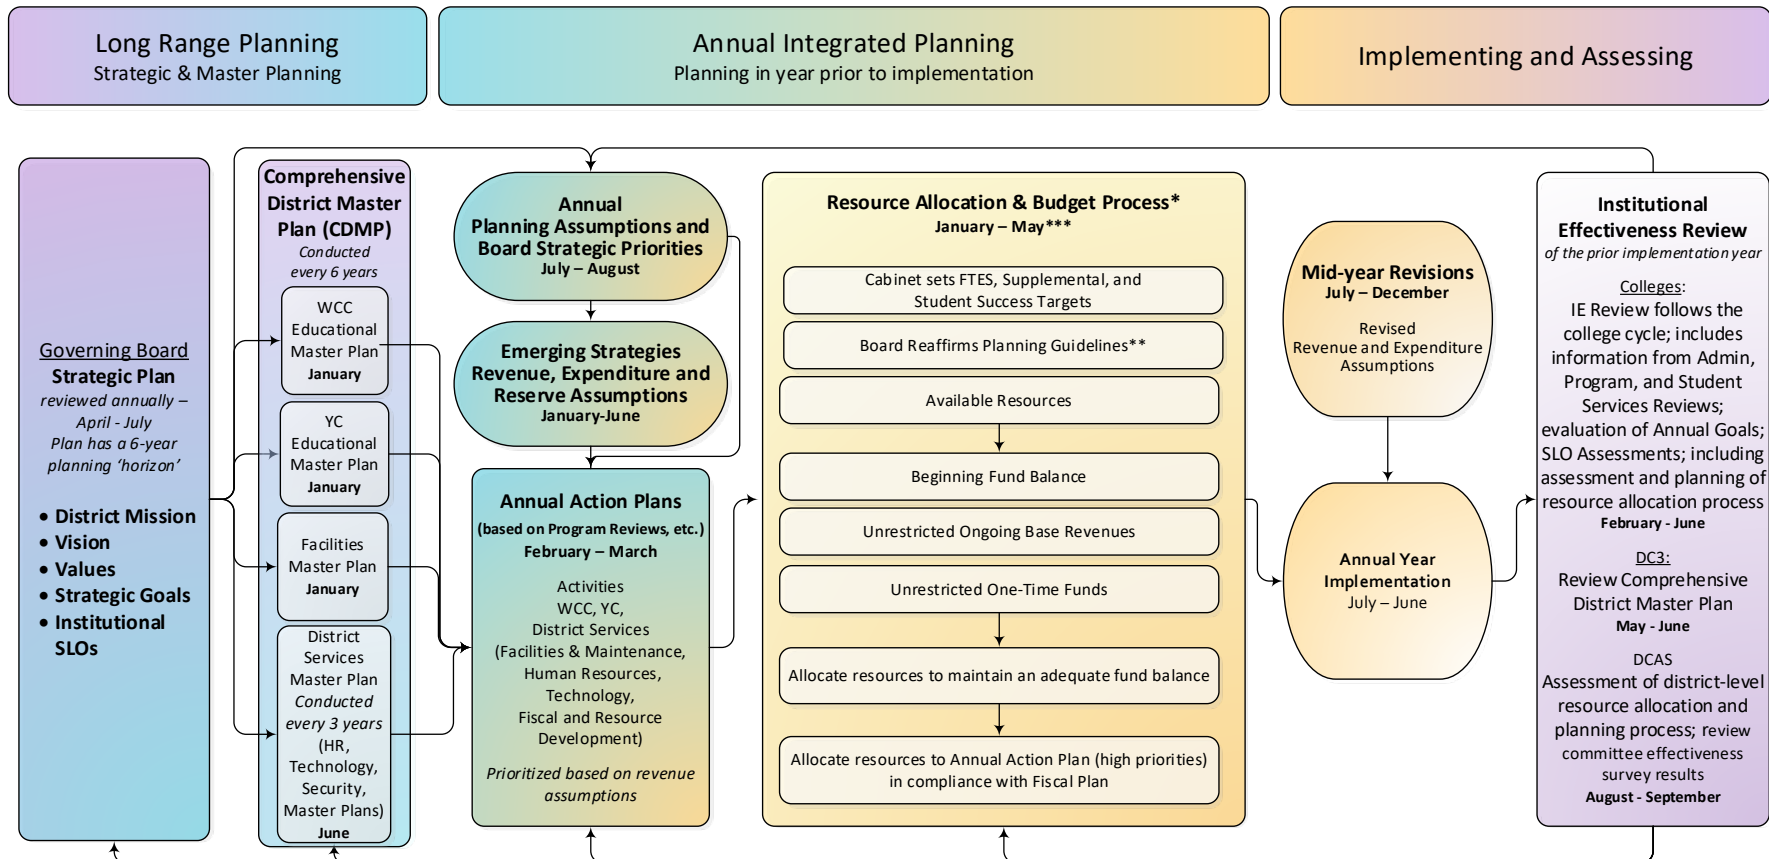 Long Range Planning
Strategic & Master Planning
Annual Integrated Planning
Planning in year prior to implementation
Implementing and Assessing
Governing Board
Strategic Plan
reviewed annually –
April - July
Plan has a 6-year
planning ‘horizon’
• District Mission
• Vision
• Values
• Strategic Goals
• Institutional
SLOs
Comprehensive
District Master
Plan (CDMP)
Conducted
every 6 years
WCC
Educational
Master Plan
January
YC
Educational
Master Plan
January
Facilities
Master Plan
January
District
Services
Master Plan
Conducted
every 3 years
(HR,
Technology,
Security,
Master Plans)
June
Annual
Planning Assumptions and
Board Strategic Priorities
July – August
Emerging Strategies
Revenue, Expenditure and
Reserve Assumptions
January-June
Annual Action Plans
(based on Program Reviews, etc.)
February – March
Activities
WCC, YC,
District Services
(Facilities & Maintenance,
Human Resources,
Technology,
Fiscal and Resource
Development)
Prioritized based on revenue
assumptions
Resource Allocation & Budget Process*
January – May***
Cabinet sets FTES, Supplemental, and
Student Success Targets
Board Reaffirms Planning Guidelines**
Available Resources
Beginning Fund Balance
Unrestricted Ongoing Base Revenues
Unrestricted One-Time Funds
Allocate resources to maintain an adequate fund balance
Allocate resources to Annual Action Plan (high priorities)
in compliance with Fiscal Plan
Mid-year Revisions
July – December
Revised
Revenue and Expenditure
Assumptions
Annual Year
Implementation
July – June
Institutional
Effectiveness Review
of the prior implementation year
Colleges:
IE Review follows the
college cycle; includes
information from Admin,
Program, and Student
Services Reviews;
evaluation of Annual Goals;
SLO Assessments; including
assessment and planning of
resource allocation process
February - June
DC3:
Review Comprehensive
District Master Plan
May - June
DCAS
Assessment of district-level
resource allocation and
planning process; review
committee effectiveness
survey results
August - September